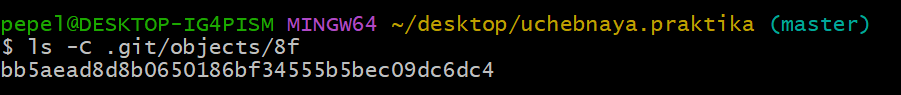 pepel@DESKTOP-IG4PISM MINGW64 ~/desktop/uchebnaya.praktika (master)
$ ls -C .git/objects/8f
bb5aead8d8b0650186bf34555b5bec09dc6dc4